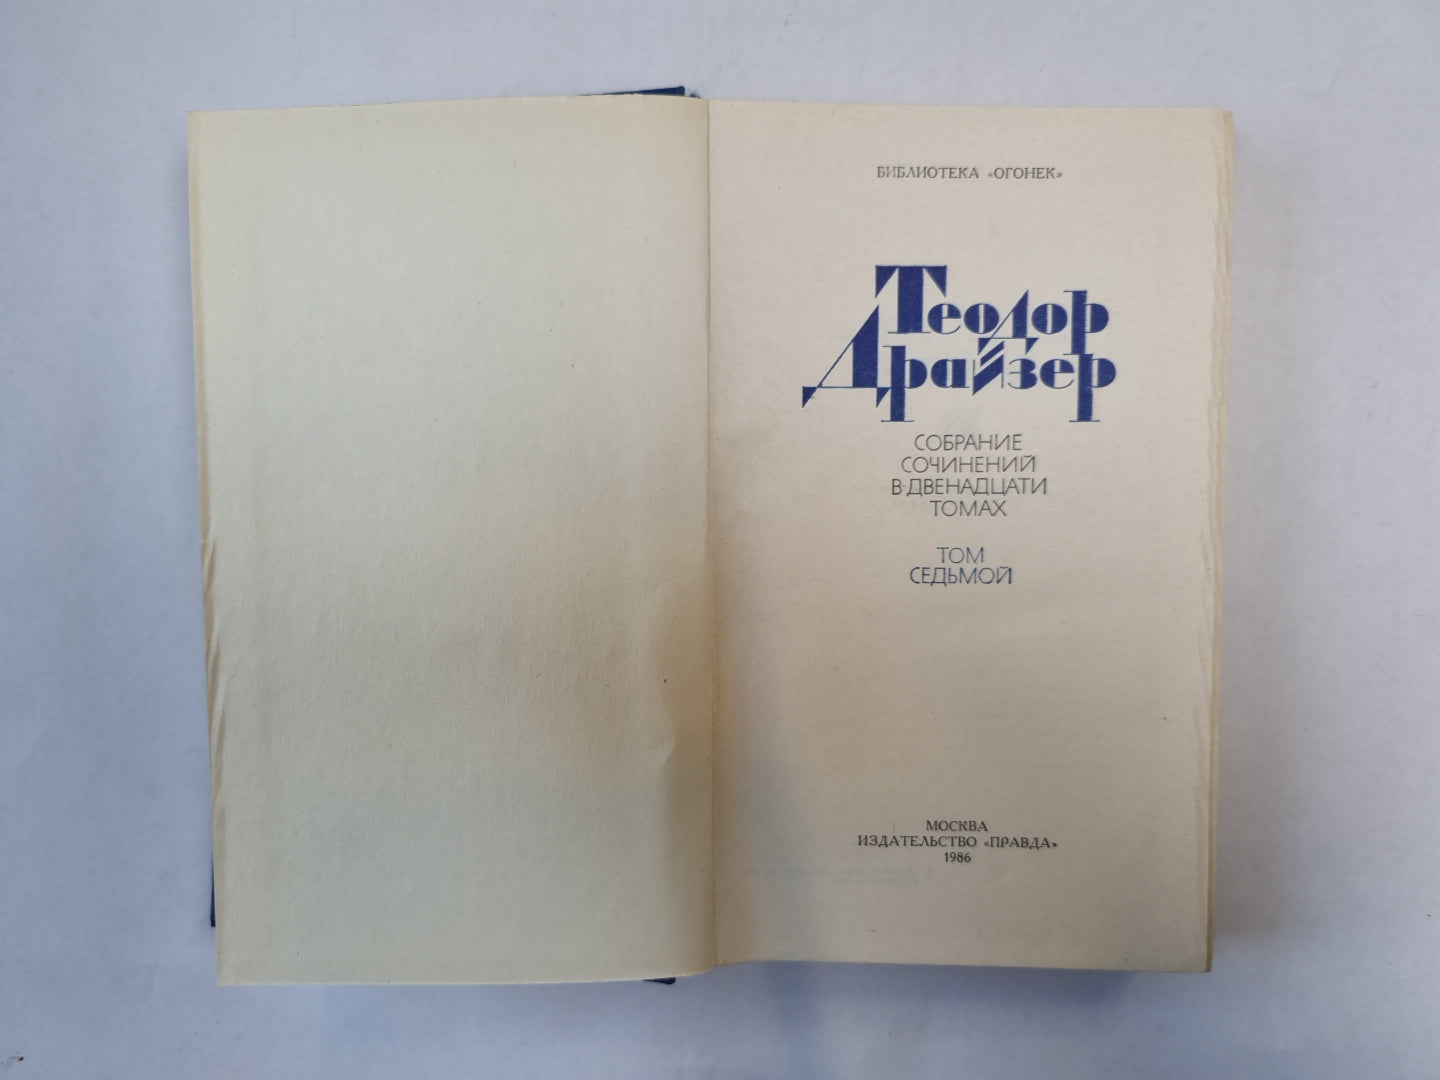 БИБЛИОТЕКА «ОГОНЕК»
Теодор
Драйзер
СОБРАНИЕ
СОЧИНЕНИЙ
В ДВЕНАДЦАТИ
ТОМАХ
ТОМ
СЕДЬМОЙ
МОСКВА
ИЗДАТЕЛЬСТВО «ПРАВДА»
1986